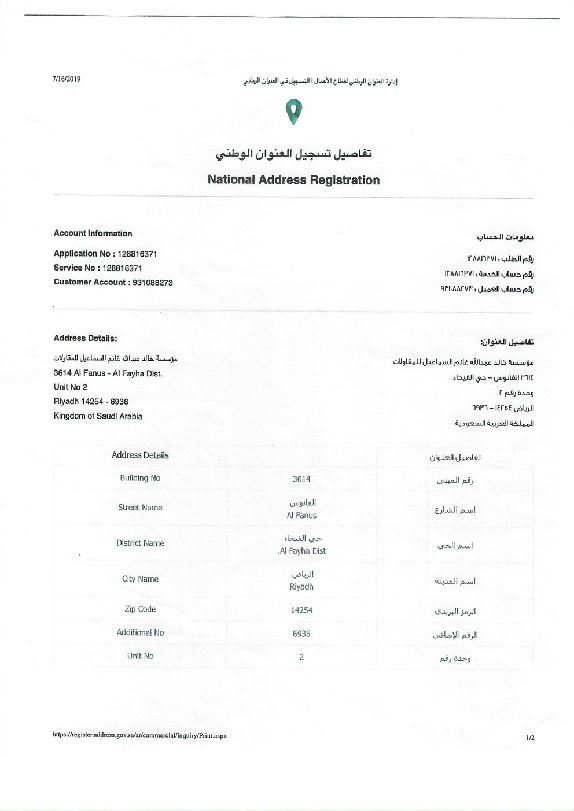 7/16/2019
إدارة العنوان الوطني لقطاع الأعمال | التسجيل في العنوان الوطني
تفاصيل تسجيل العنوان الوطني
National Address Registration
Account Information
معلومات الحساب
Application No : 128816371
رقم الطلب : ١٢٨٨١٦٣٧١
Service No : 128816371
رقم حساب الخدمة : ١٢٨٨١٦٣٧١
Customer Account : 931088273
رقم حساب العميل : ٩٣١٠٨٨٢٧٣
Address Details:
تفاصيل العنوان:
مؤسسة خالد عبدالله غانم السماعيل للمقاولات
مؤسسة خالد عبدالله غانم السماعيل للمقاولات
3614 Al Fanus - Al Fayha Dist.
٣٦١٤ الفانوس - حي الفيحاء
Unit No 2
وحدة رقم ٢
Riyadh 14254 - 6936
الرياض ١٤٢٥٤ - ٦٩٣٦
Kingdom of Saudi Arabia
المملكة العربية السعودية
Address Details تفاصيل العنوان
Building No 3614 رقم المبنى
Street Name الفانوس اسم الشارع
Al Fanus
District Name حي الفيحاء اسم الحي
Al Fayha Dist.
City Name الرياض اسم المدينة
Riyadh
Zip Code 14254 الرمز البريدي
Additional No 6936 الرقم الإضافي
Unit No 2 وحدة رقم
https://register.address.gov.sa/ar/commercial/inquiry/Print.mpx
1/2